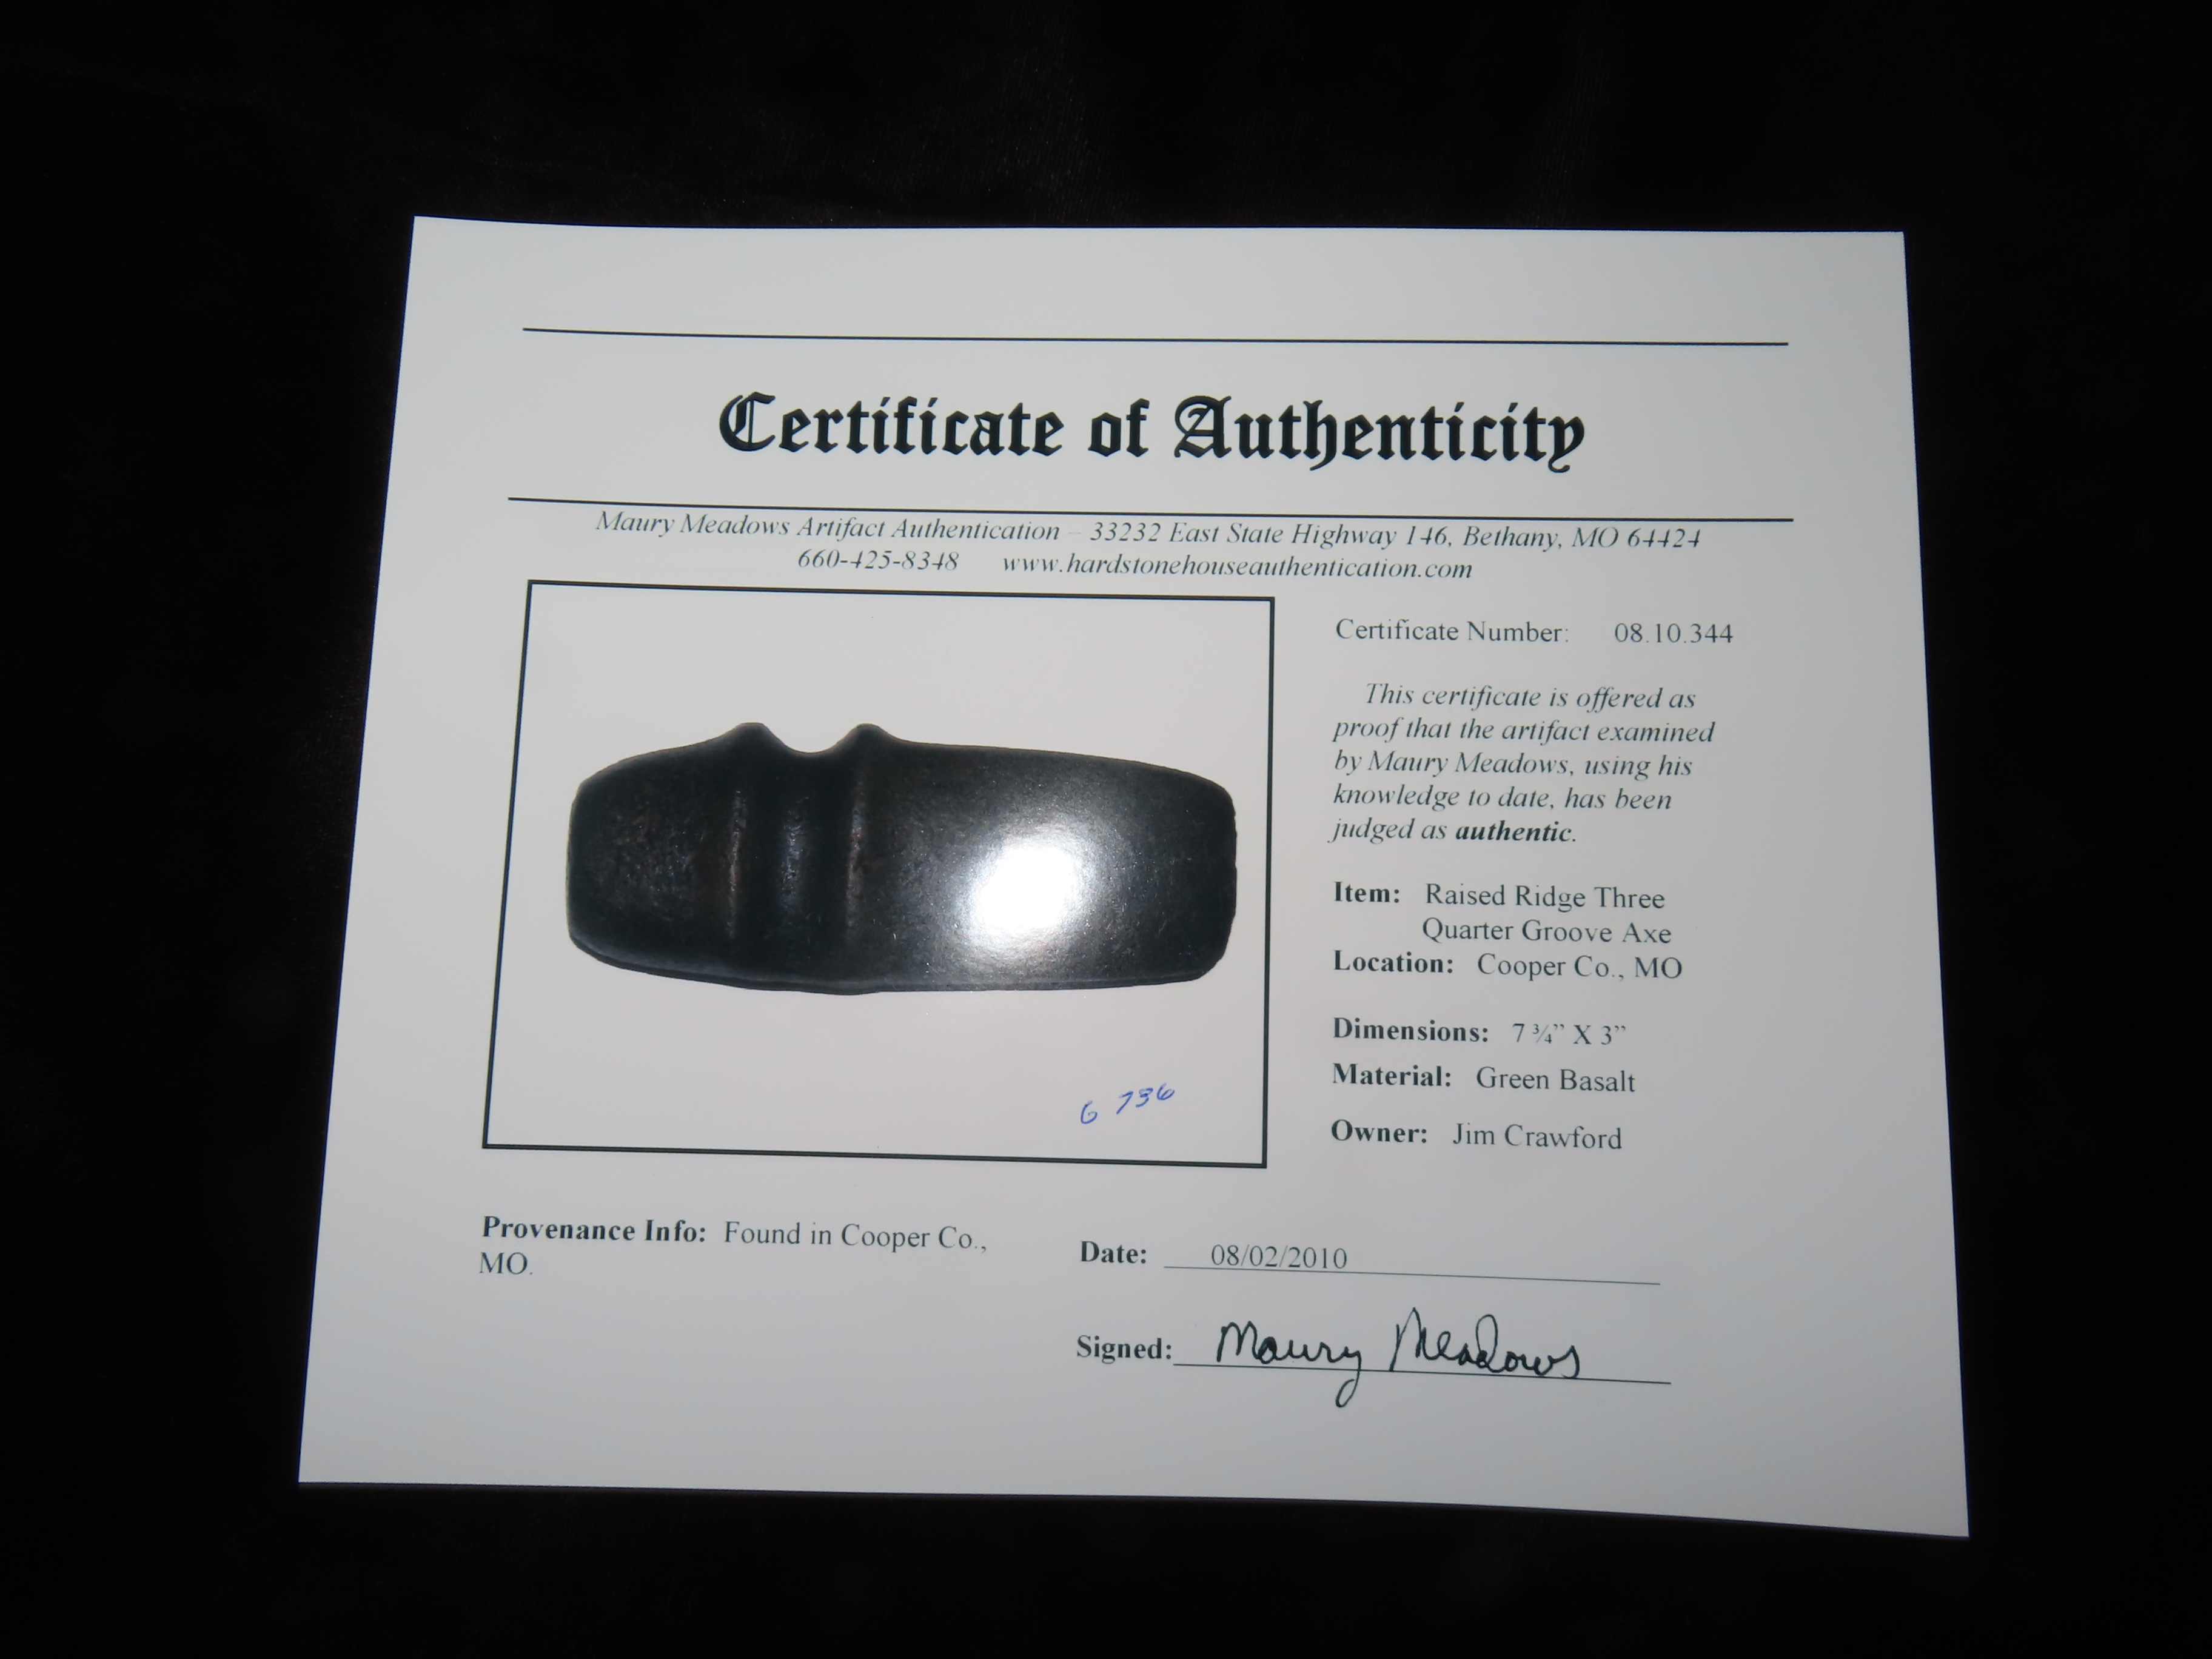 Certificate of Authenticity
Maury Meadows Artifact Authentication – 33232 East State Highway 146, Bethany, MO 64424
660-425-8348 www.hardstonehouseauthentication.com
Certificate Number: 08.10.344
This certificate is offered as
proof that the artifact examined
by Maury Meadows, using his
knowledge to date, has been
judged as authentic.
Item: Raised Ridge Three
Quarter Groove Axe
Location: Cooper Co., MO
Dimensions: 7 ¾” X 3”
Material: Green Basalt
Owner: Jim Crawford
G 736
Provenance Info: Found in Cooper Co.,
MO.
Date: 08/02/2010
Signed: Maury Meadows